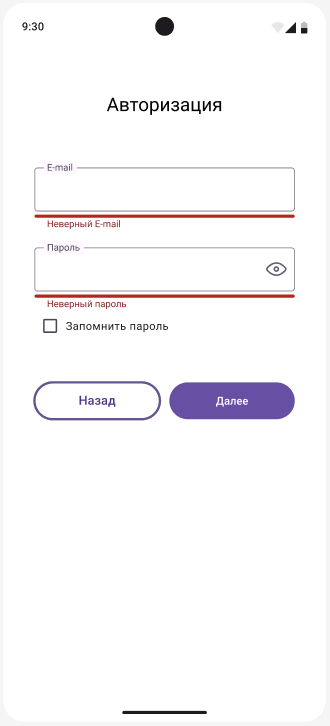 9:30
Авторизация
E-mail
Неверный E-mail
Пароль
Неверный пароль
Запомнить пароль
Назад
Далее